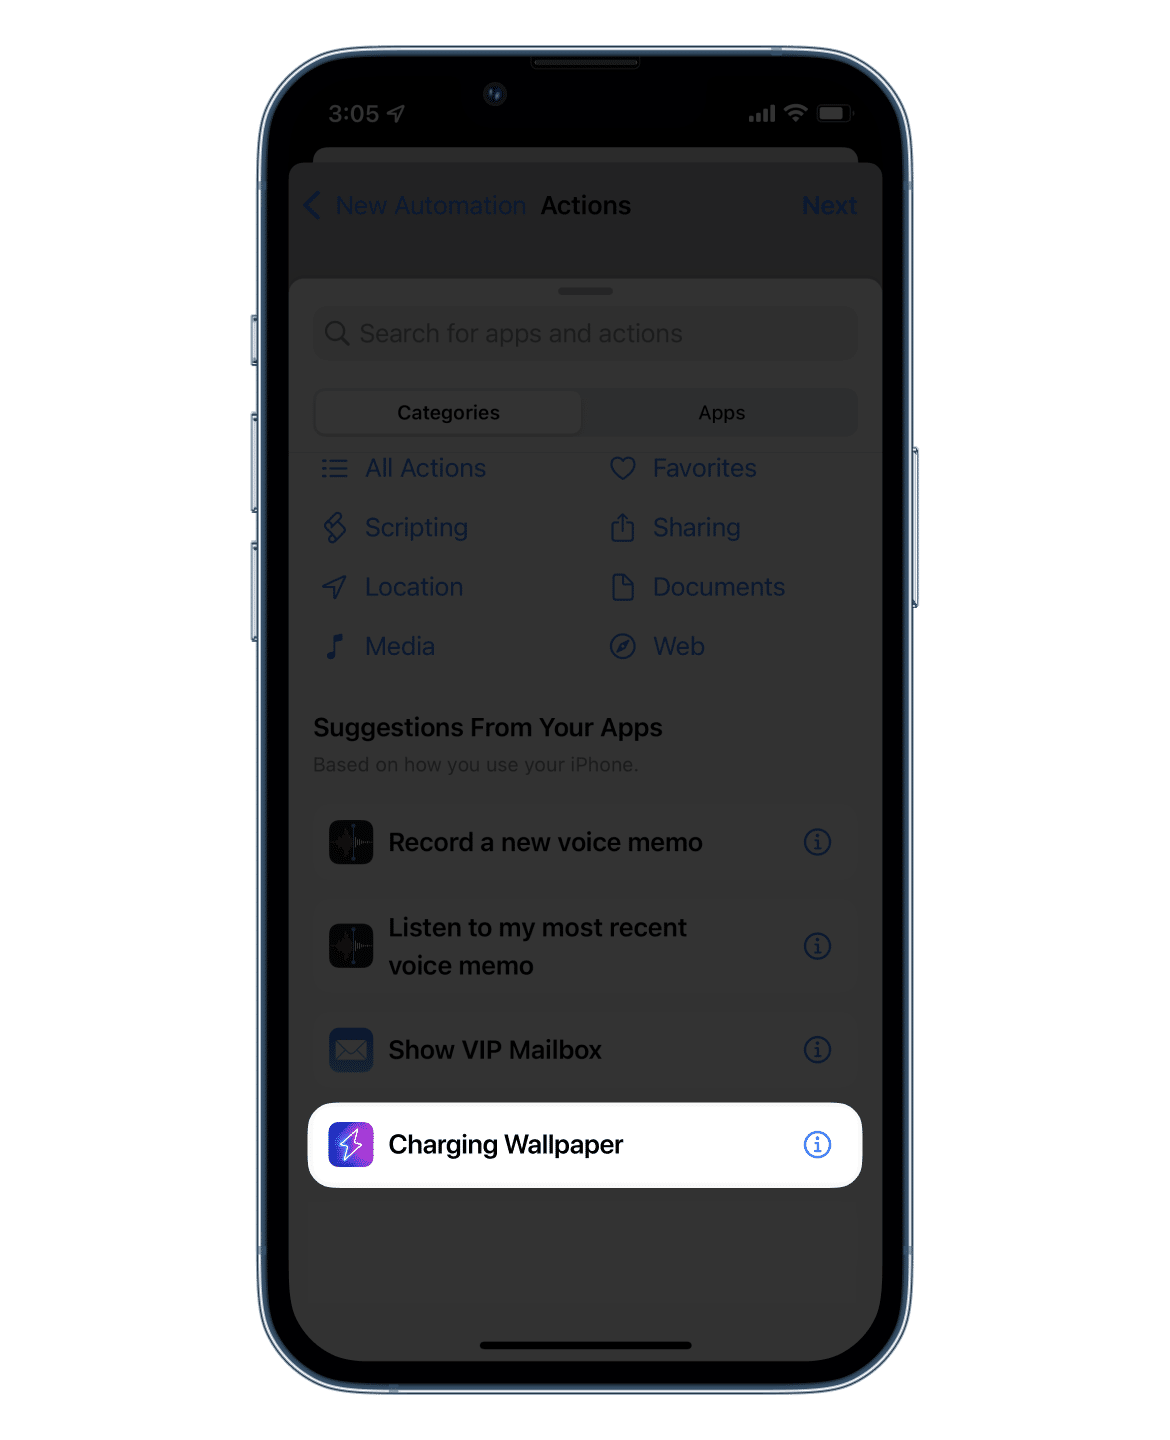 3:05
New Automation Actions Next
Search for apps and actions
Categories Apps
All Actions Favorites
Scripting Sharing
Location Documents
Media Web
Suggestions From Your Apps
Based on how you use your iPhone.
Record a new voice memo
Listen to my most recent
voice memo
Show VIP Mailbox
Charging Wallpaper